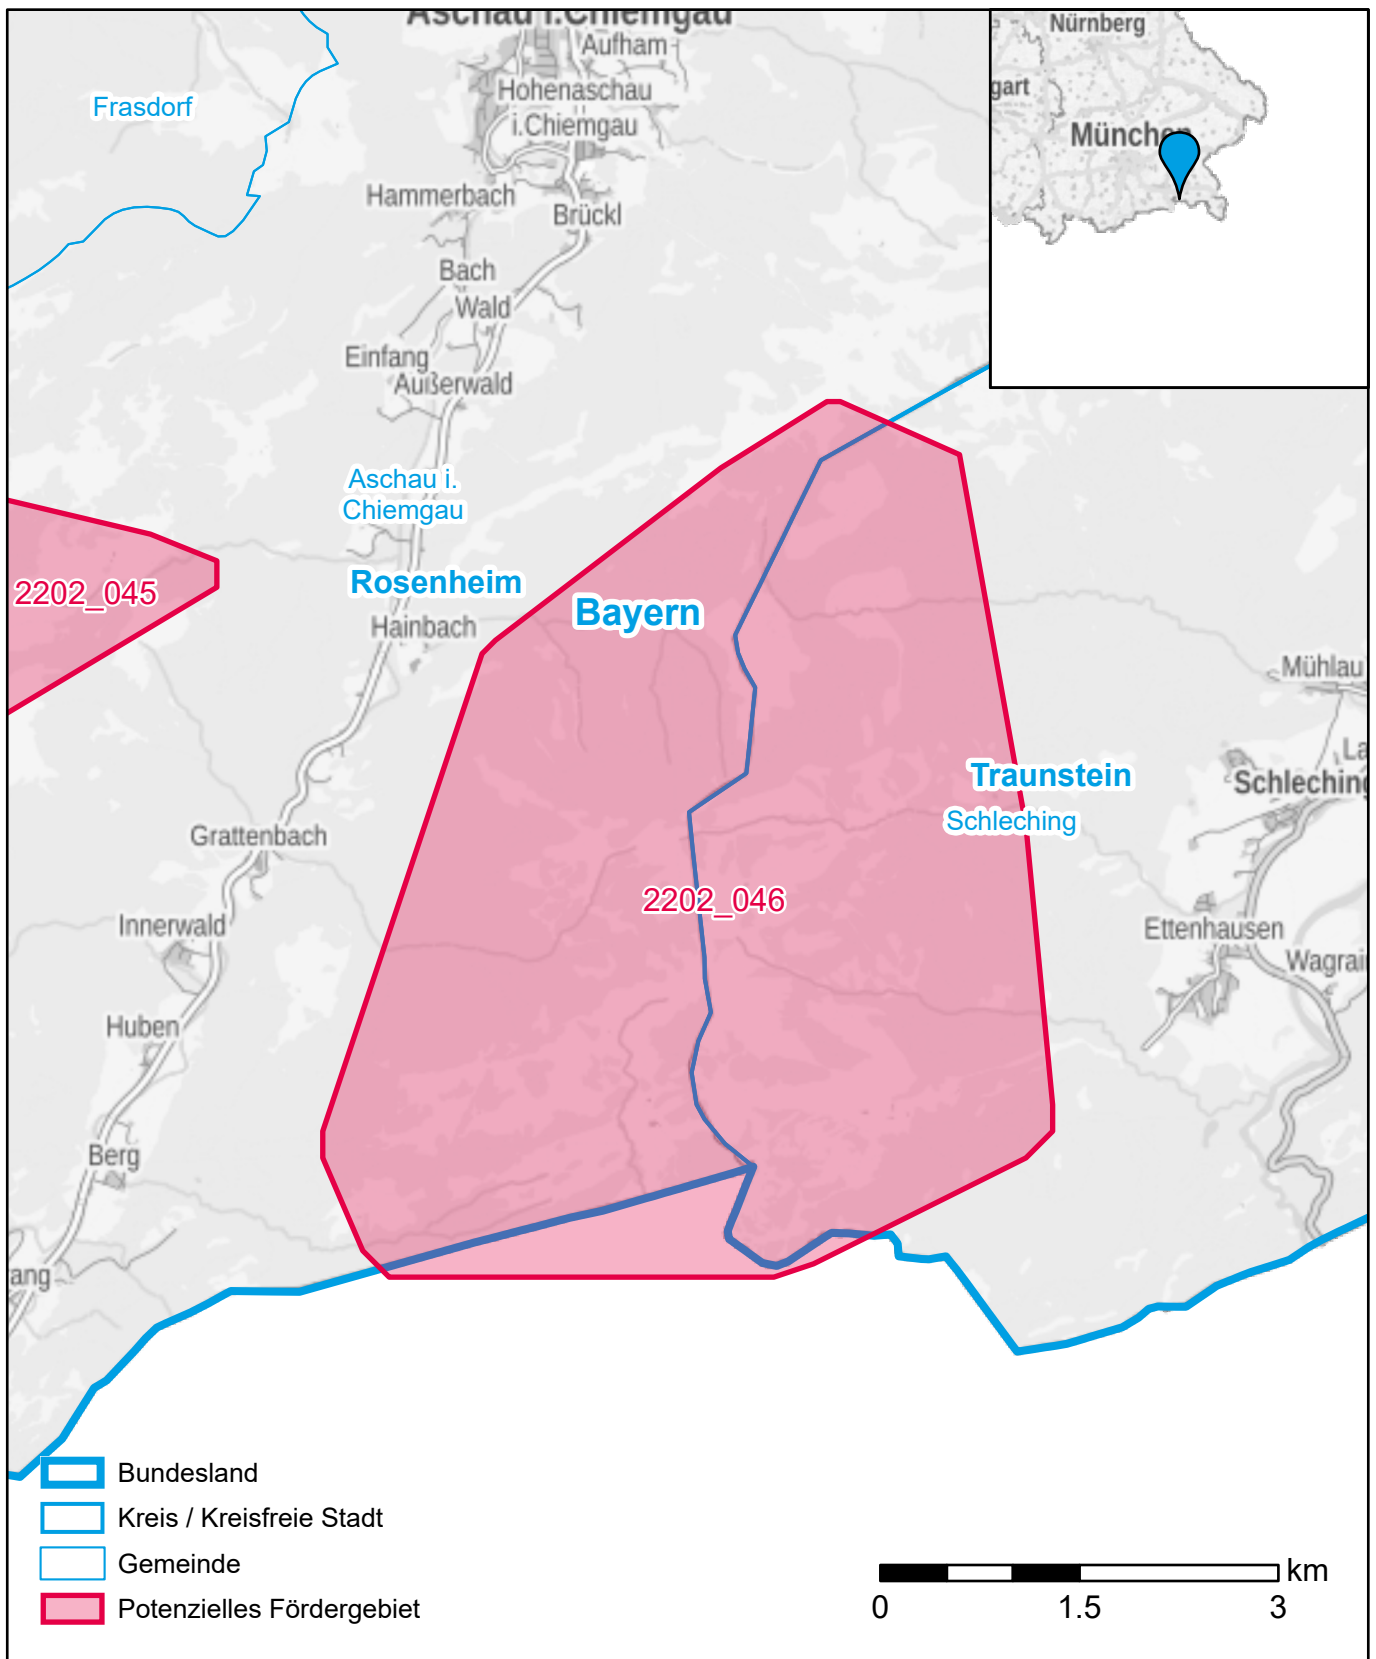 Aschau i.Chiemgau
Aufham
Nürnberg
Frasdorf
Hohenaschau
i.Chiemgau
gart
München
Hammerbach
Brückl
Bach
Wald
Einfang
Außerwald
Aschau i.
Chiemgau
2202_045
Rosenheim
Bayern
Hainbach
Mühlau
La
Traunstein
Schleching
Schleching
Grattenbach
2202_046
Innerwald
Ettenhausen
Wagrai
Huben
Berg
ang
Bundesland
Kreis / Kreisfreie Stadt
Gemeinde
Potenzielles Fördergebiet
km
0 1.5 3